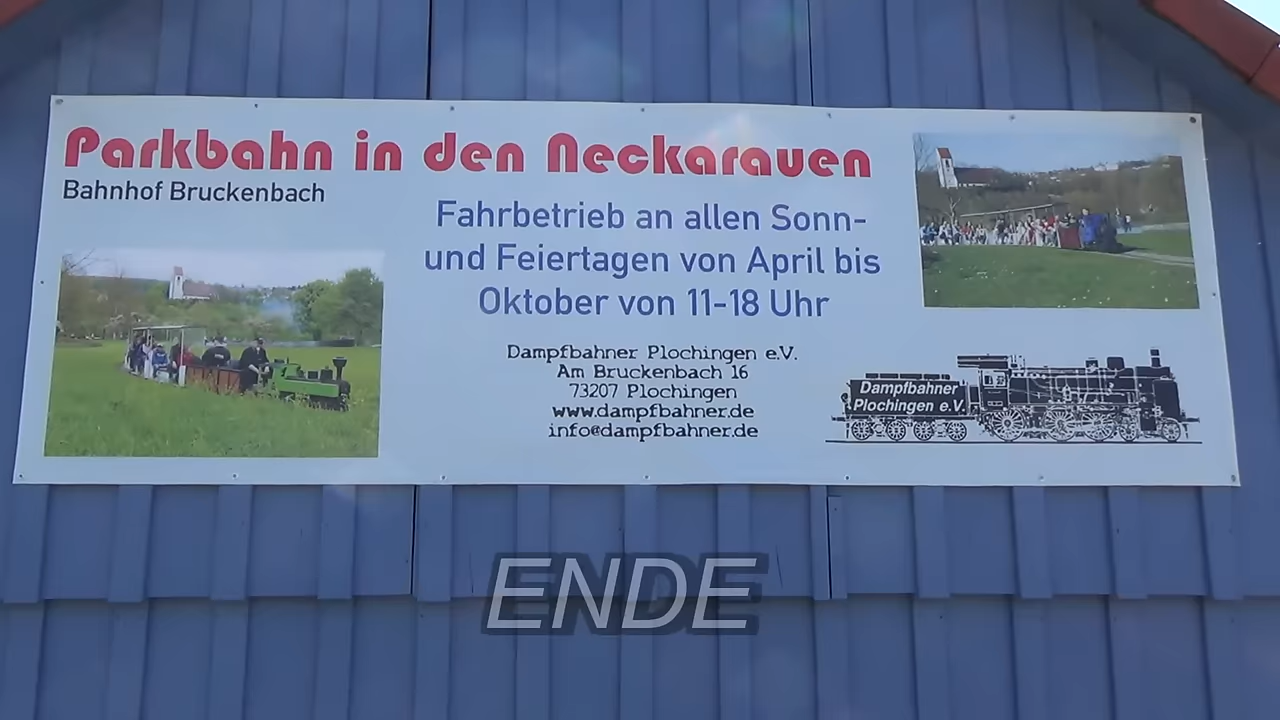 Parkbahn in den Neckarauen
Bahnhof Bruckenbach
Fahrbetrieb an allen Sonn-
und Feiertagen von April bis
Oktober von 11-18 Uhr
Dampfbahner Plochingen e.V.
Am Bruckenbach 16
73207 Plochingen
www.dampfbahner.de
info@dampfbahner.de
Dampfbahner
Plochingen e.V.
ENDE